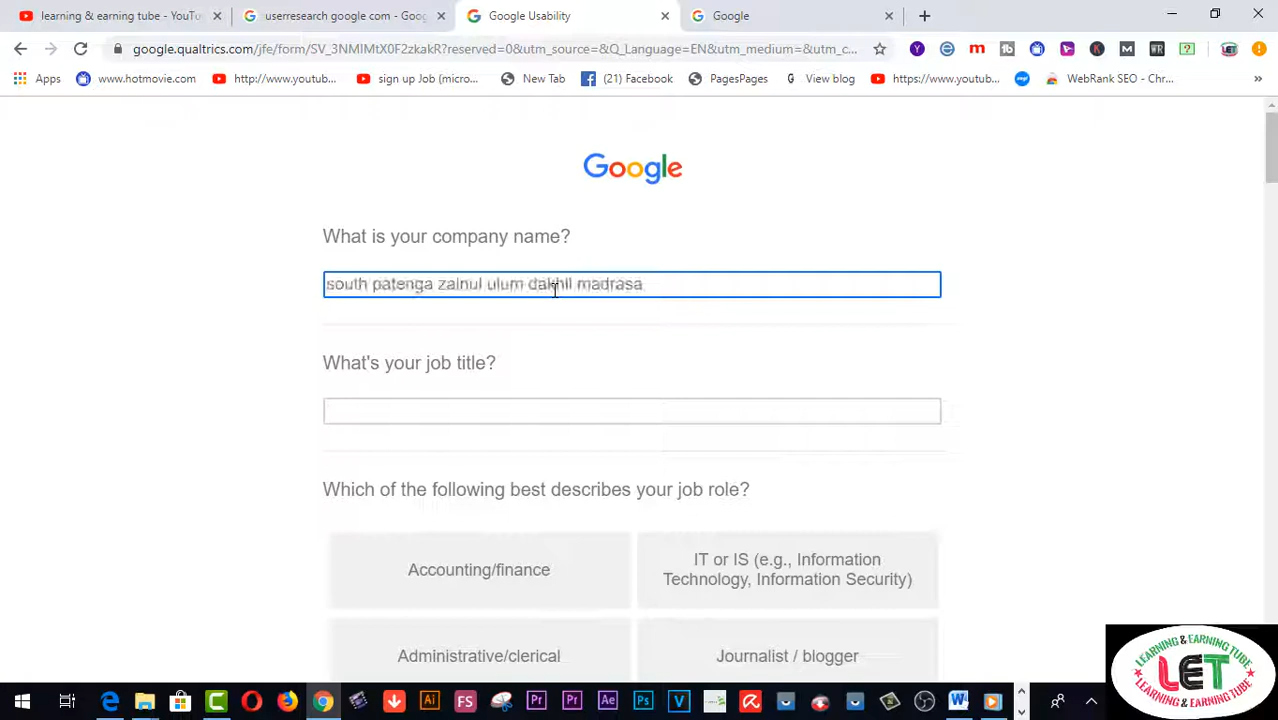 learning & earning tube - YouTu
userresearch google com - Goog
Google Usability
Google
google.qualtrics.com/jfe/form/SV_3NMIMtX0F2zkakR?reserved=0&utm_source=&Q_Language=EN&utm_medium=&utm_c...
Apps
www.hotmovie.com
http://www.youtub...
sign up Job (micro...
New Tab
(21) Facebook
PagesPages
View blog
https://www.youtub...
WebRank SEO - Chr...
Google
What is your company name?
south patenga zainul ulum dakhil madrasa
What's your job title?
Which of the following best describes your job role?
Accounting/finance
IT or IS (e.g., Information
Technology, Information Security)
Administrative/clerical
Journalist / blogger
LEARNING & EARNING TUBE
LET
LEARNING & EARNING TUBE